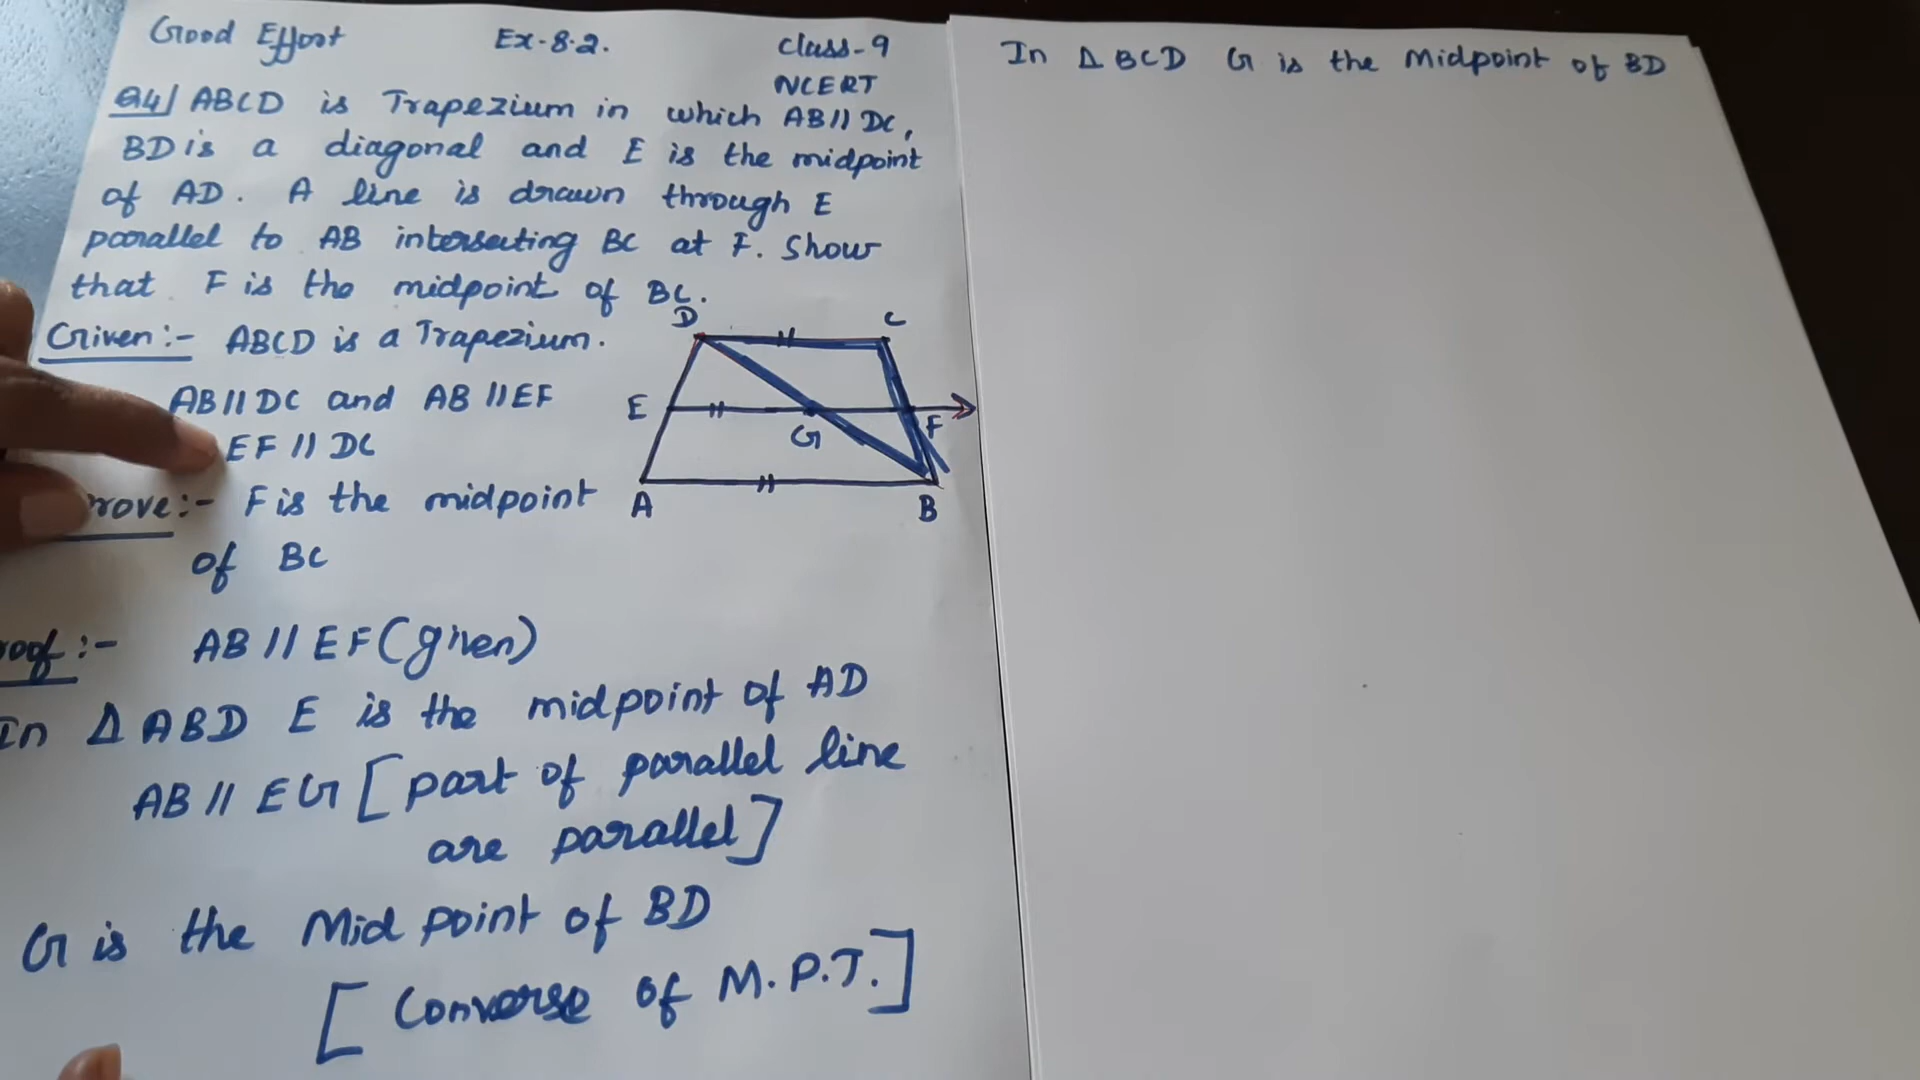 Good Effort Ex-8.2. Class-9
NCERT
Q4/ ABCD is Trapezium in which AB // DC,
BD is a diagonal and E is the midpoint
of AD. A line is drawn through E
parallel to AB intersecting BC at F. Show
that F is the midpoint of BC.
Given:- ABCD is a Trapezium.
AB // DC and AB // EF
EF // DC
rove:- F is the midpoint
of BC
D C
E G F
A B
roof:- AB // EF (given)
In Δ ABD E is the midpoint of AD
AB // EG [part of parallel line
are parallel]
G is the Mid point of BD
[Converse of M.P.T.]
In Δ BCD G is the Midpoint of BD